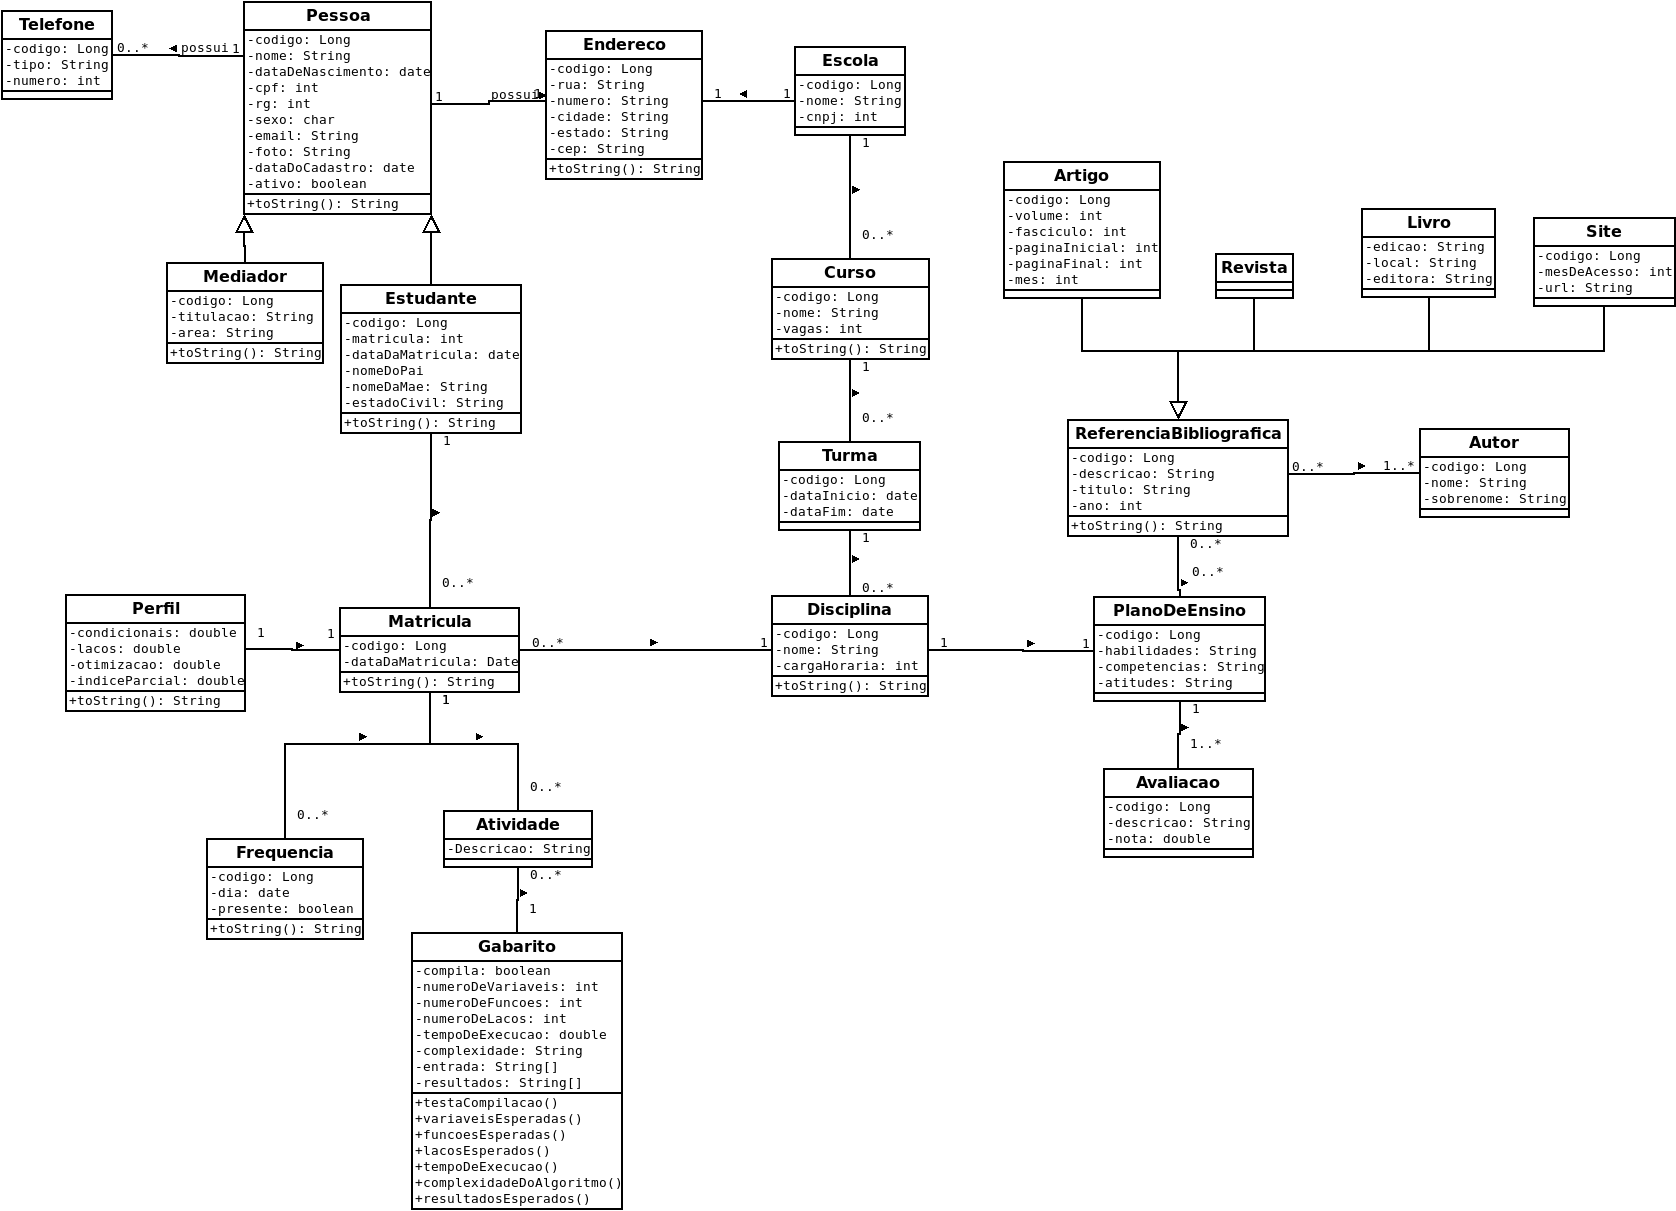 Telefone
-codigo: Long
-tipo: String
-numero: int
0..*
possui
1
Pessoa
-codigo: Long
-nome: String
-dataDeNascimento: date
-cpf: int
-rg: int
-sexo: char
-email: String
-foto: String
-dataDoCadastro: date
-ativo: boolean
+toString(): String
1
possui
1
Endereco
-codigo: Long
-rua: String
-numero: String
-cidade: String
-estado: String
-cep: String
+toString(): String
1
1
Escola
-codigo: Long
-nome: String
-cnpj: int
1
0..*
Mediador
-codigo: Long
-titulacao: String
-area: String
+toString(): String
Estudante
-codigo: Long
-matricula: int
-dataDaMatricula: date
-nomeDoPai
-nomeDaMae: String
-estadoCivil: String
+toString(): String
1
0..*
Curso
-codigo: Long
-nome: String
-vagas: int
+toString(): String
1
0..*
Turma
-codigo: Long
-dataInicio: date
-dataFim: date
1
0..*
Artigo
-codigo: Long
-volume: int
-fasciculo: int
-paginaInicial: int
-paginaFinal: int
-mes: int
Revista
Livro
-edicao: String
-local: String
-editora: String
Site
-codigo: Long
-mesDeAcesso: int
-url: String
ReferenciaBibliografica
-codigo: Long
-descricao: String
-titulo: String
-ano: int
+toString(): String
0..*
1..*
Autor
-codigo: Long
-nome: String
-sobrenome: String
0..*
0..*
Perfil
-condicionais: double
-lacos: double
-otimizacao: double
-indiceParcial: double
+toString(): String
1
1
Matricula
-codigo: Long
-dataDaMatricula: Date
+toString(): String
0..*
1
Disciplina
-codigo: Long
-nome: String
-cargaHoraria: int
+toString(): String
1
1
PlanoDeEnsino
-codigo: Long
-habilidades: String
-competencias: String
-atitudes: String
1
1..*
Avaliacao
-codigo: Long
-descricao: String
-nota: double
1
0..*
0..*
Frequencia
-codigo: Long
-dia: date
-presente: boolean
+toString(): String
Atividade
-Descricao: String
0..*
1
Gabarito
-compila: boolean
-numeroDeVariaveis: int
-numeroDeFuncoes: int
-numeroDeLacos: int
-tempoDeExecucao: double
-complexidade: String
-entrada: String[]
-resultados: String[]
+testaCompilacao()
+variaveisEsperadas()
+funcoesEsperadas()
+lacosEsperados()
+tempoDeExecucao()
+complexidadeDoAlgoritmo()
+resultadosEsperados()